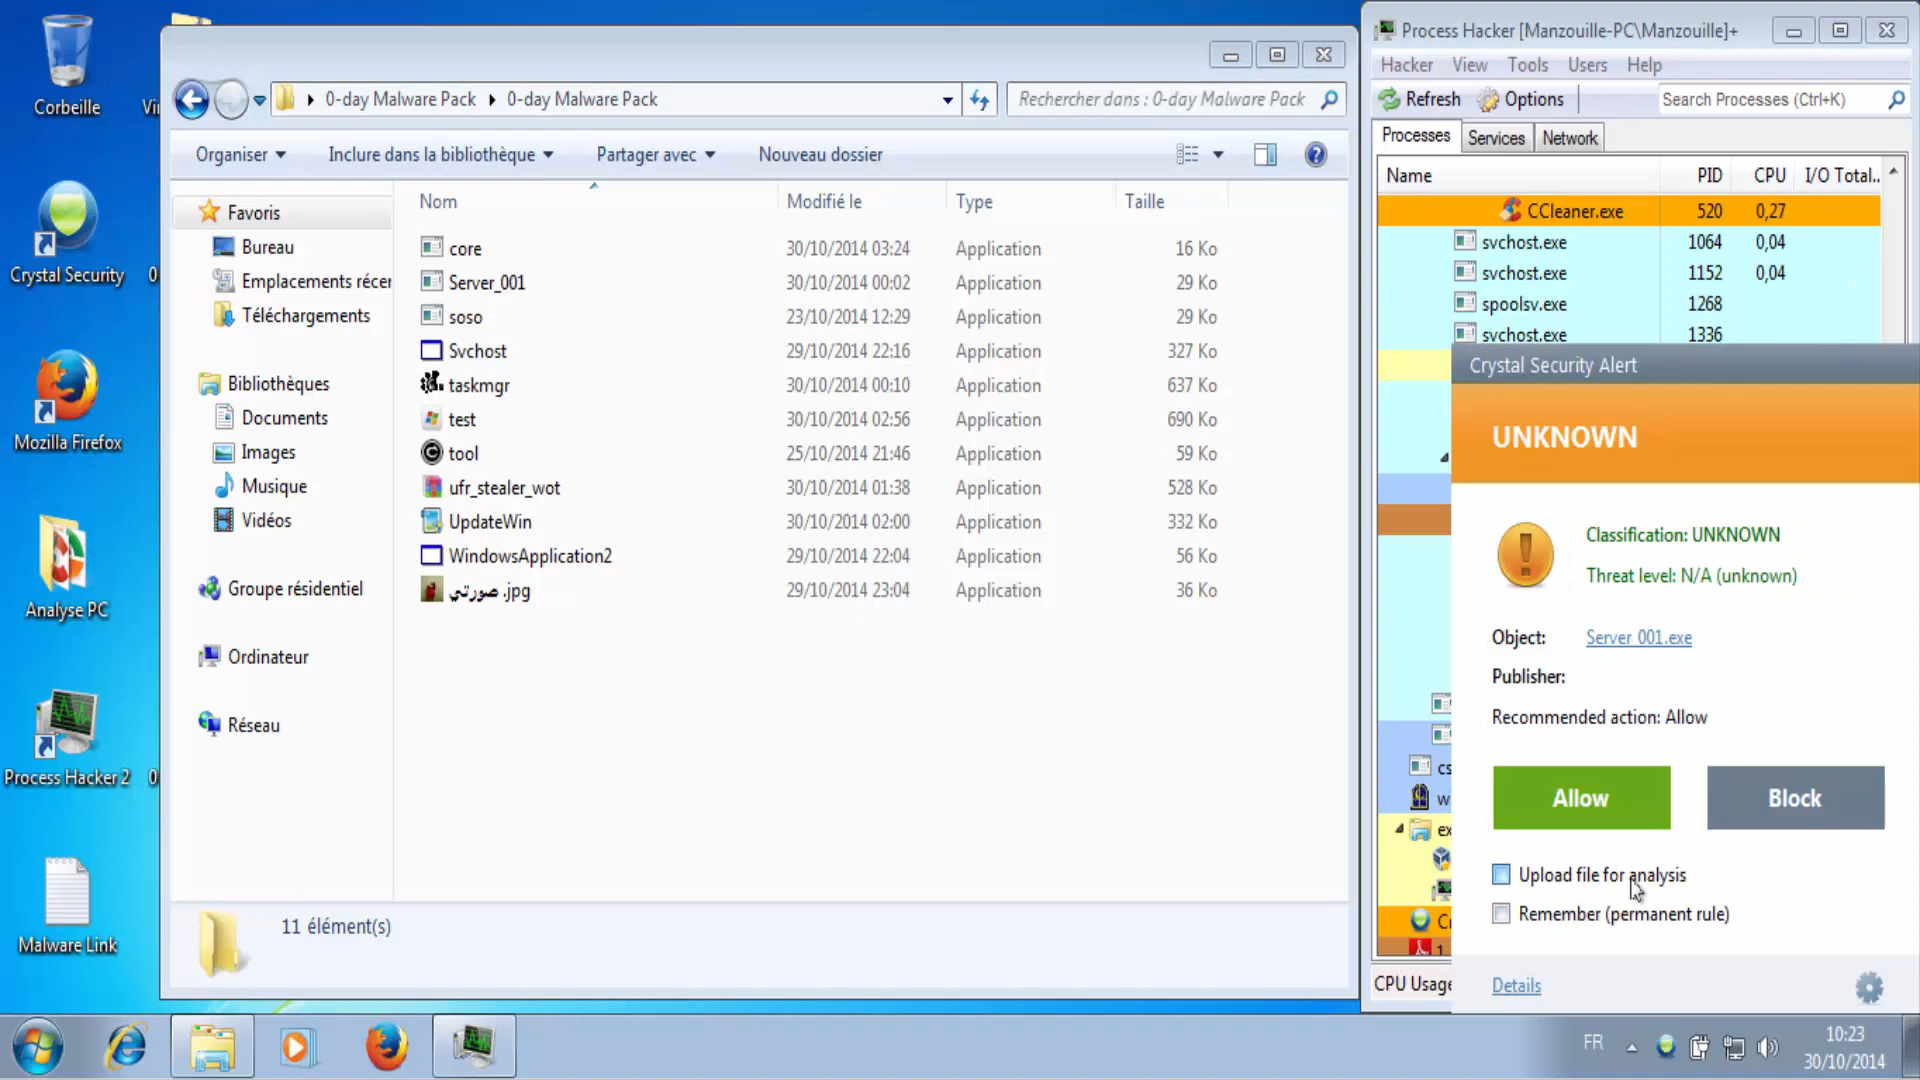 Corbeille
Crystal Security
Mozilla Firefox
Analyse PC
Process Hacker 2
Malware Link
0-day Malware Pack
0-day Malware Pack
Rechercher dans : 0-day Malware Pack
Organiser
Inclure dans la bibliothèque
Partager avec
Nouveau dossier
Favoris
Bureau
Emplacements récer
Téléchargements
Bibliothèques
Documents
Images
Musique
Vidéos
Groupe résidentiel
Ordinateur
Réseau
Nom Modifié le Type Taille
core 30/10/2014 03:24 Application 16 Ko
Server_001 30/10/2014 00:02 Application 29 Ko
soso 23/10/2014 12:29 Application 29 Ko
Svchost 29/10/2014 22:16 Application 327 Ko
taskmgr 30/10/2014 00:10 Application 637 Ko
test 30/10/2014 02:56 Application 690 Ko
tool 25/10/2014 21:46 Application 59 Ko
ufr_stealer_wot 30/10/2014 01:38 Application 528 Ko
UpdateWin 30/10/2014 02:00 Application 332 Ko
WindowsApplication2 29/10/2014 22:04 Application 56 Ko
صورتي .jpg 29/10/2014 23:04 Application 36 Ko
11 élément(s)
Process Hacker [Manzouille-PC\Manzouille]+
Hacker View Tools Users Help
Refresh Options Search Processes (Ctrl+K)
Processes Services Network
Name PID CPU I/O Total..
CCleaner.exe 520 0,27
svchost.exe 1064 0,04
svchost.exe 1152 0,04
spoolsv.exe 1268
svchost.exe 1336
CPU Usage
Crystal Security Alert
UNKNOWN
Classification: UNKNOWN
Threat level: N/A (unknown)
Object: Server_001.exe
Publisher:
Recommended action: Allow
Allow
Block
Upload file for analysis
Remember (permanent rule)
Details
FR
10:23
30/10/2014